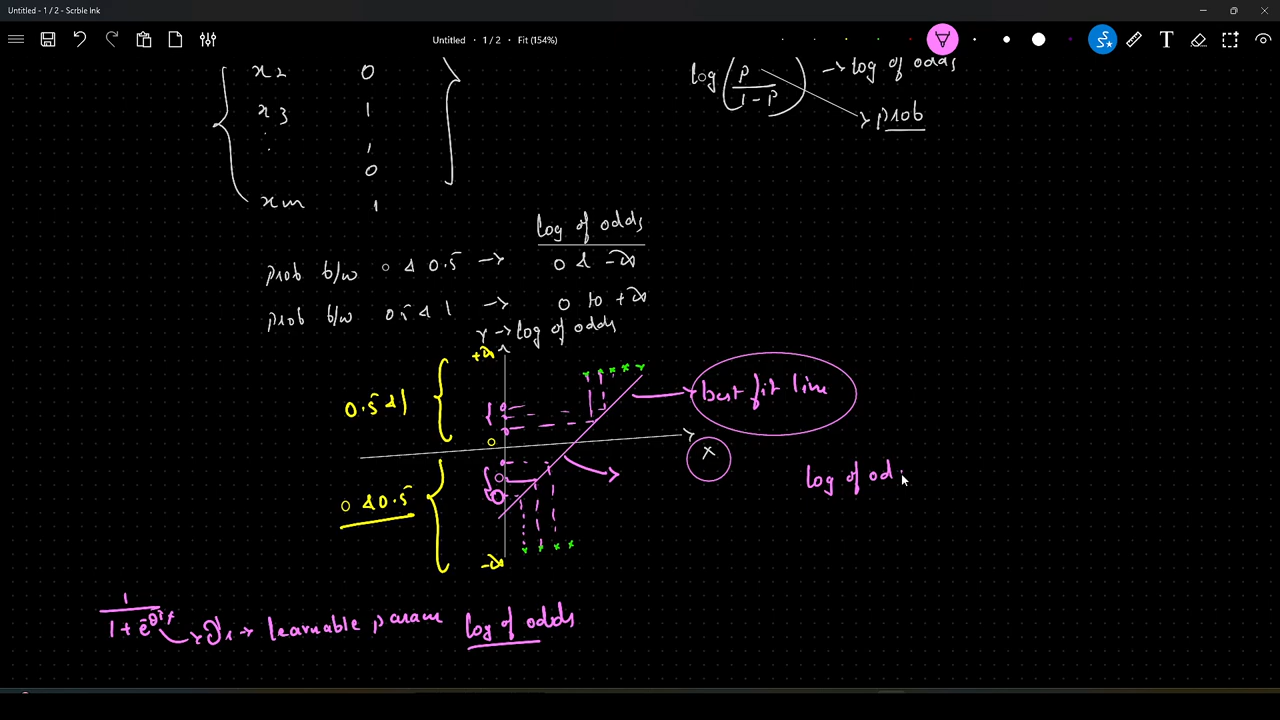 Untitled - 1 / 2 - Scrble Ink
Untitled • 1 / 2 • Fit (154%)
x2 0
x3 1
. 1
0
xm 1
log (p / 1-p) → log of odds
→ prob
log of odds
prob b/w 0 & 0.5 → 0 & -∞
prob b/w 0.5 & 1 → 0 to +∞
Y → log of odds
+∞
0.5 & 1
best fit line
0
x
0 & 0.5
log of od
-∞
1
1 + e → learnable param log of odds